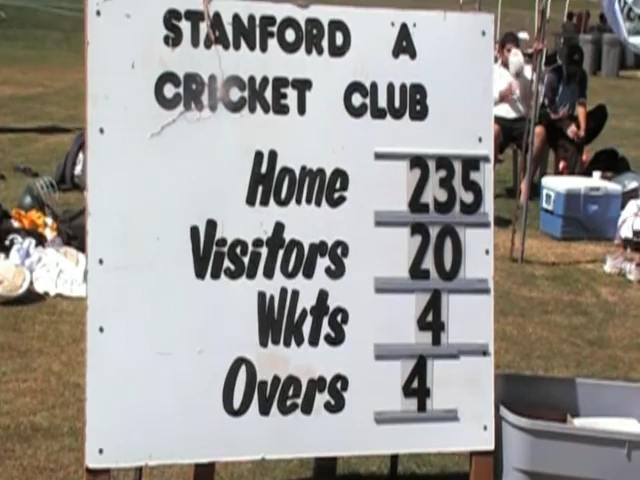 STANFORD A
CRICKET CLUB
Home 235
Visitors 20
Wkts 4
Overs 4